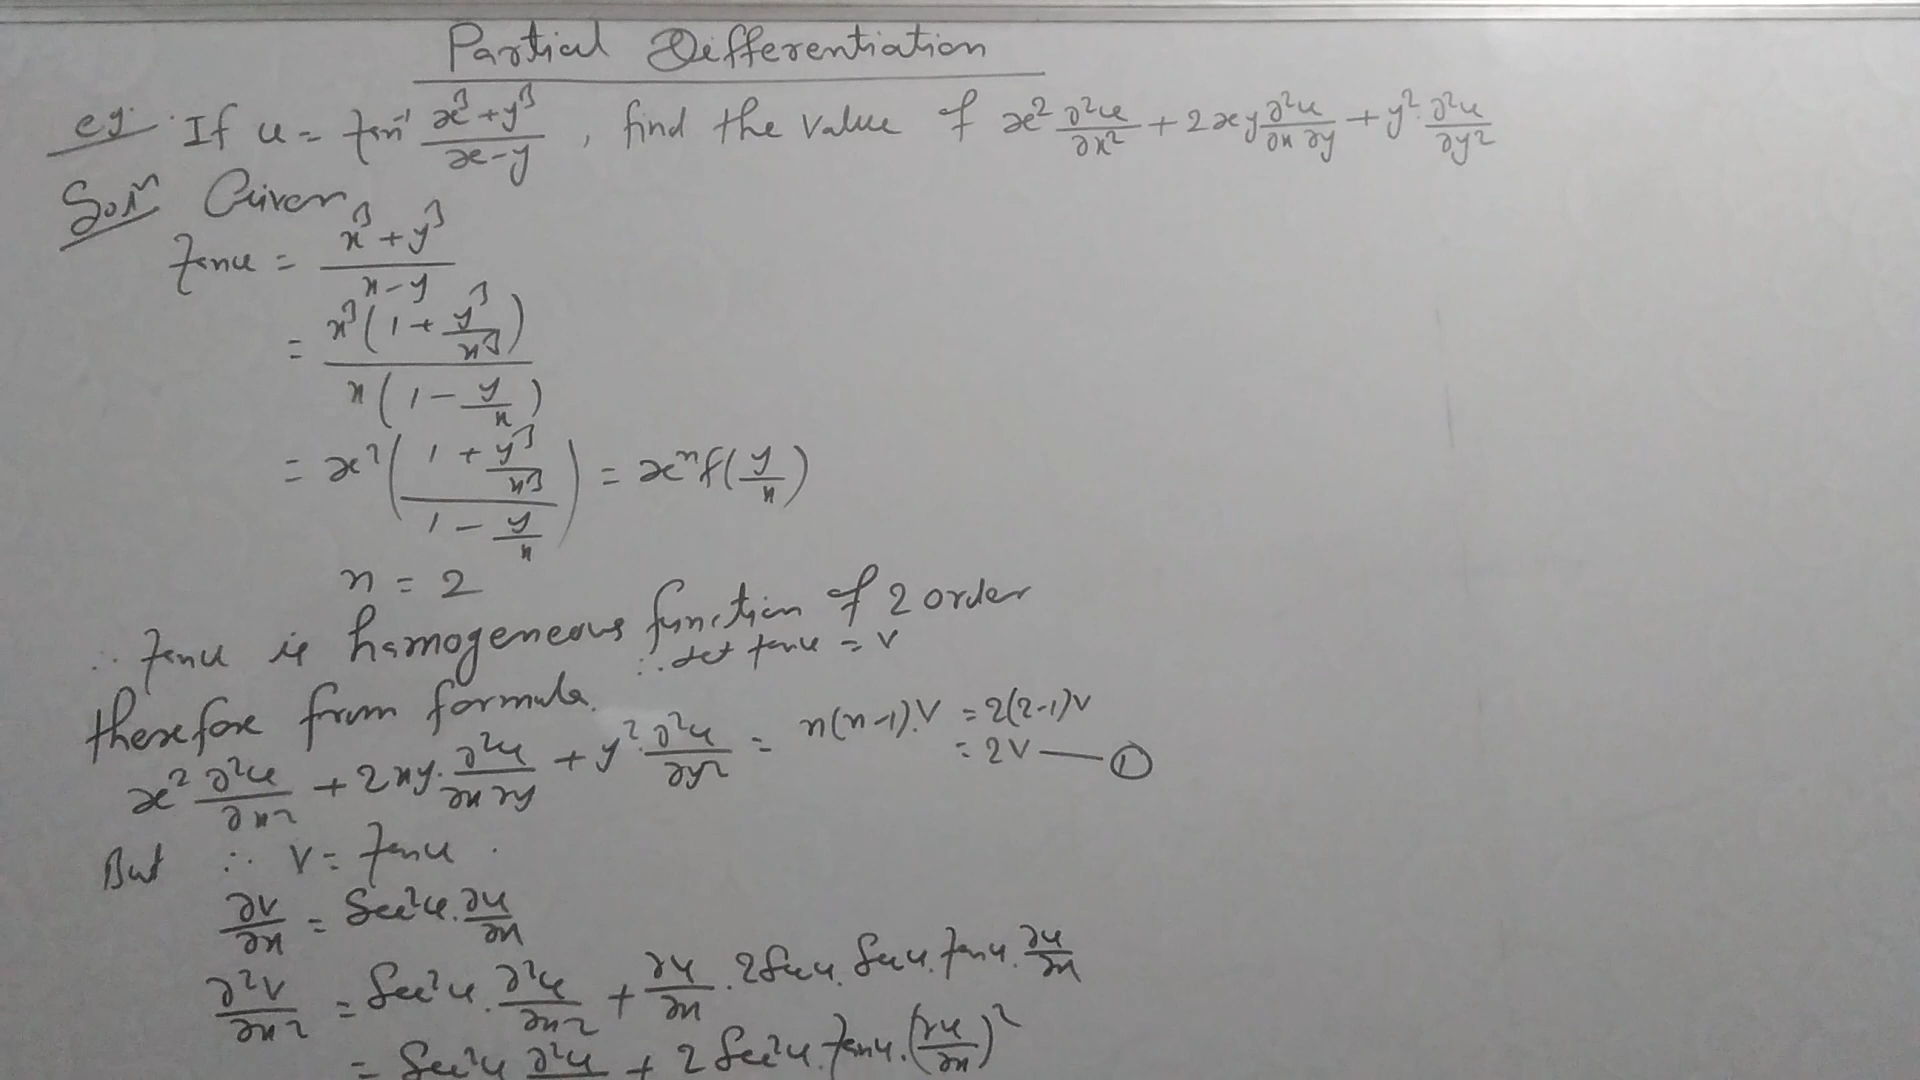 Partial Differentiation
eg. If u = tan⁻¹ (x³+y³)/(x-y), find the value of x² ∂²u/∂x² + 2xy ∂²u/∂x∂y + y² ∂²u/∂y²
Solⁿ Given
tanu = (x³+y³)/(x-y)
= x³(1+y³/x³) / x(1-y/x)
= x² ((1+y³/x³)/(1-y/x)) = xⁿf(y/x)
n = 2
∴ tanu is homogeneous function of 2 order
∴ Let tanu = v
therefore from formula.
x² ∂²u/∂x² + 2xy. ∂²u/∂x∂y + y². ∂²u/∂y² = n(n-1).V = 2(2-1)V
= 2V — ①
But ∴ V = tanu.
∂v/∂x = Sec²u. ∂u/∂x
∂²v/∂x² = Sec²u. ∂²u/∂x² + ∂u/∂x. 2Secu. Secu. tanu. ∂u/∂x
= Sec²u ∂²u + 2 Sec²u. tanu. (∂u/∂x)²